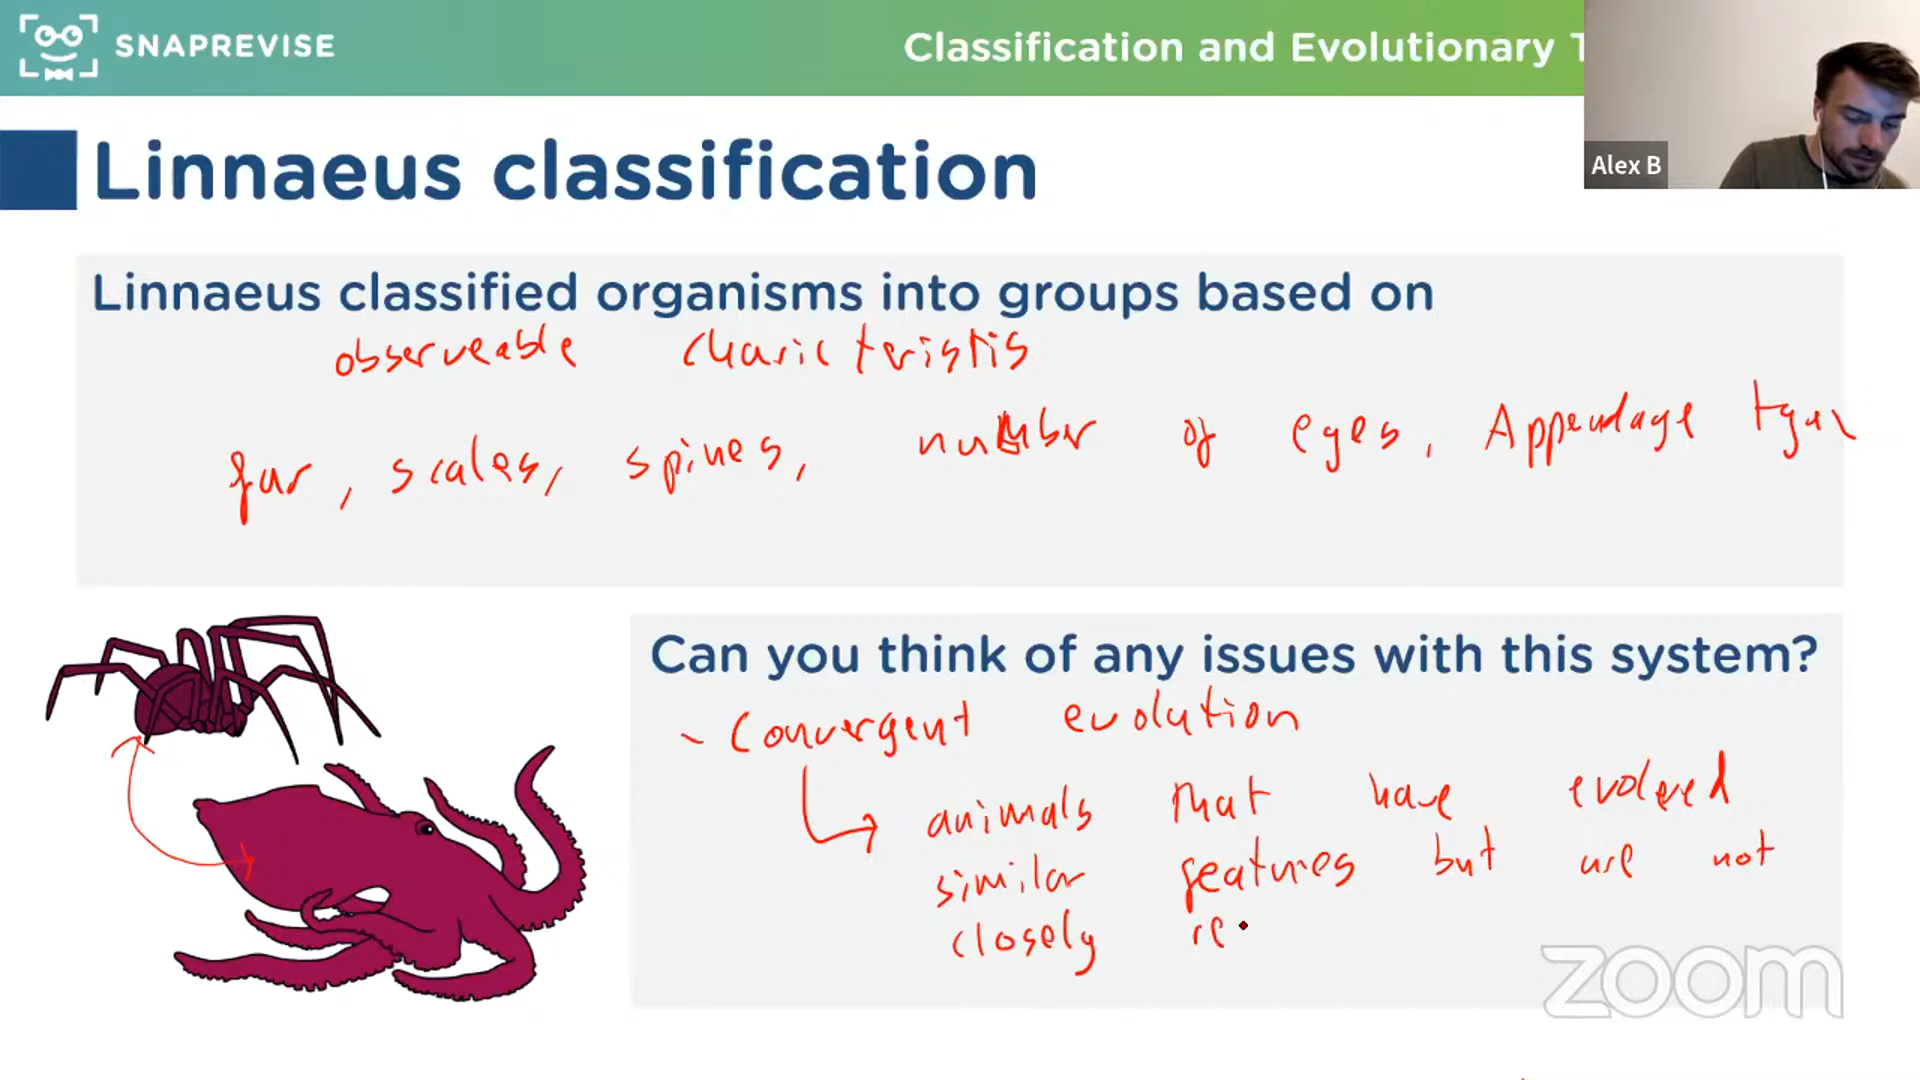 SNAPREVISE
Classification and Evolutionary T
Alex B
Linnaeus classification
Linnaeus classified organisms into groups based on
observeable charicteristis
fur, scales, spines, number of eyes, Appendage
Can you think of any issues with this system?
- Convergent evolution
animals that have evolved
similar features but are not
closely re
zoom